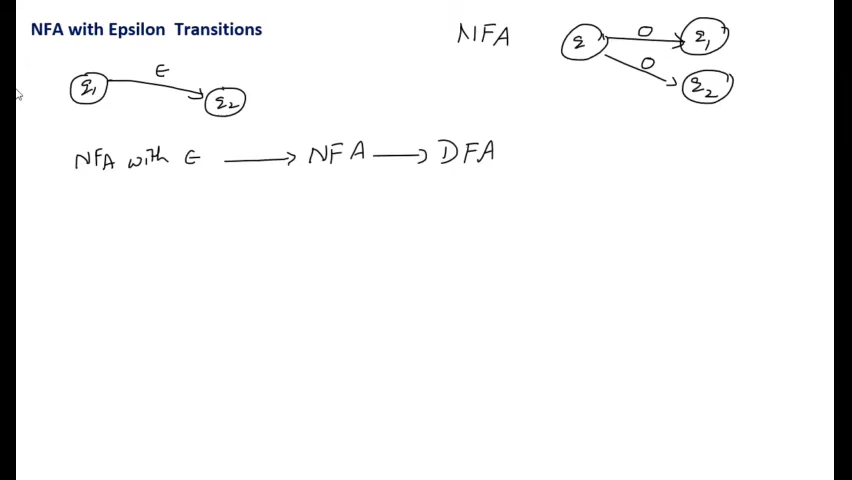 NFA with Epsilon Transitions
NFA
q 0 q1
0 q2
q1 ε q2
NFA with ε → NFA → DFA